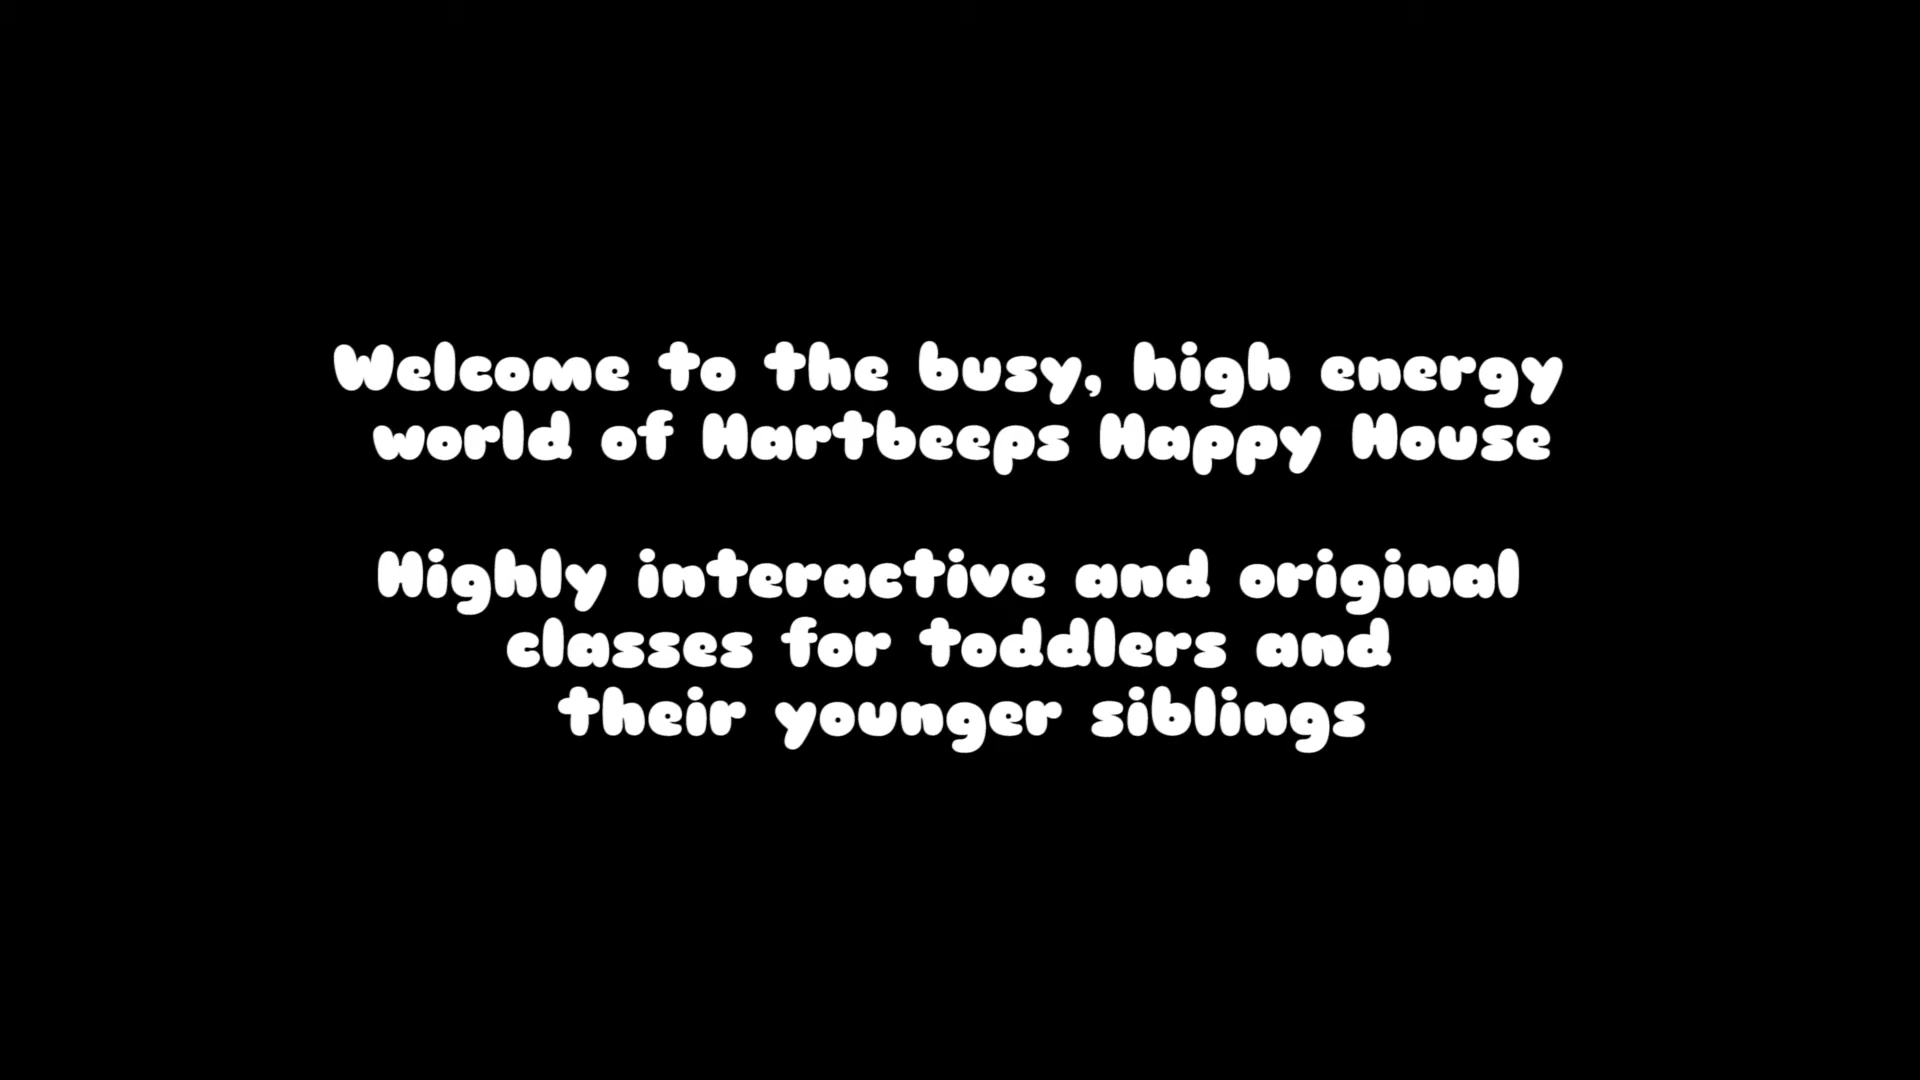 Welcome to the busy, high energy
world of Hartbeeps Happy House
Highly interactive and original
classes for toddlers and
their younger siblings